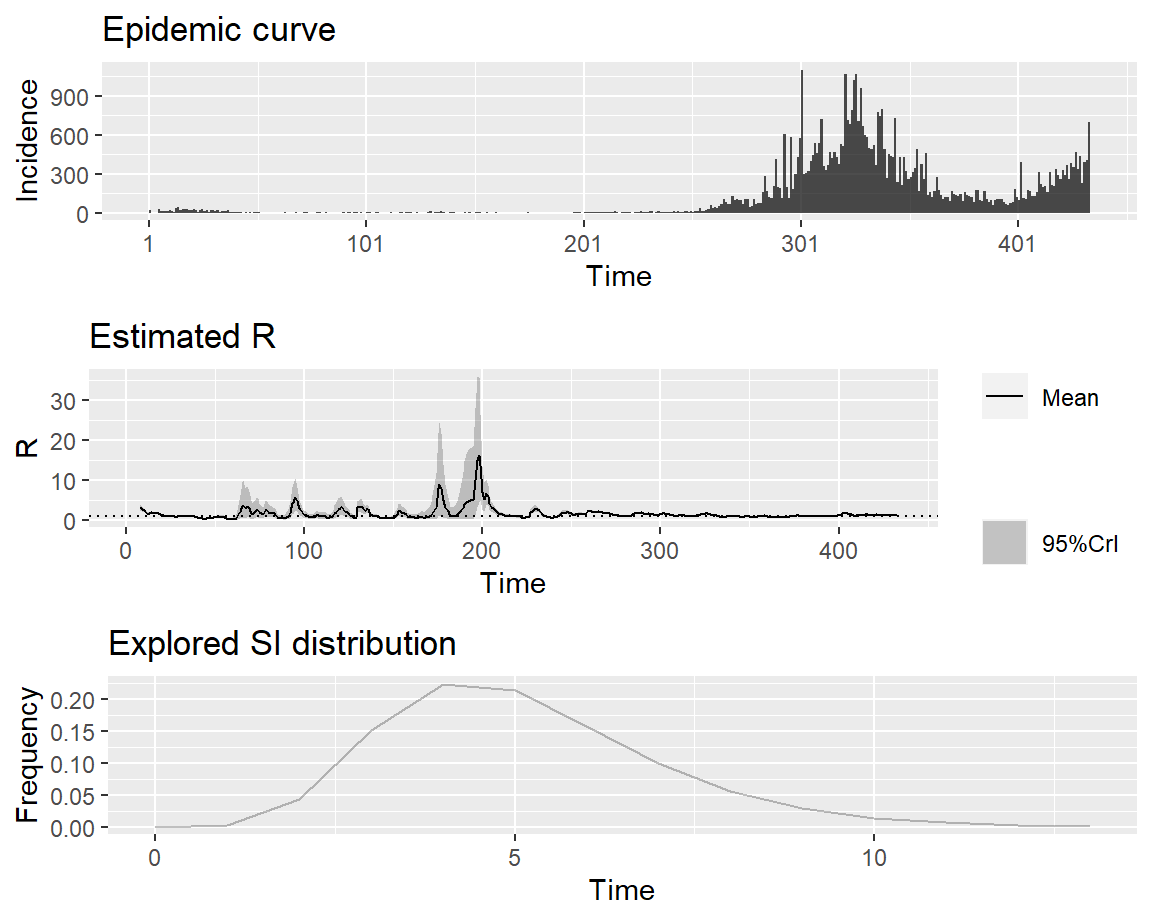 Epidemic curve
Incidence
900
600
300
0
1 101 201 301 401
Time
Estimated R
R
30
20
10
0
0 100 200 300 400
Time
Mean
95%CrI
Explored SI distribution
Frequency
0.20
0.15
0.10
0.05
0.00
0 5 10
Time